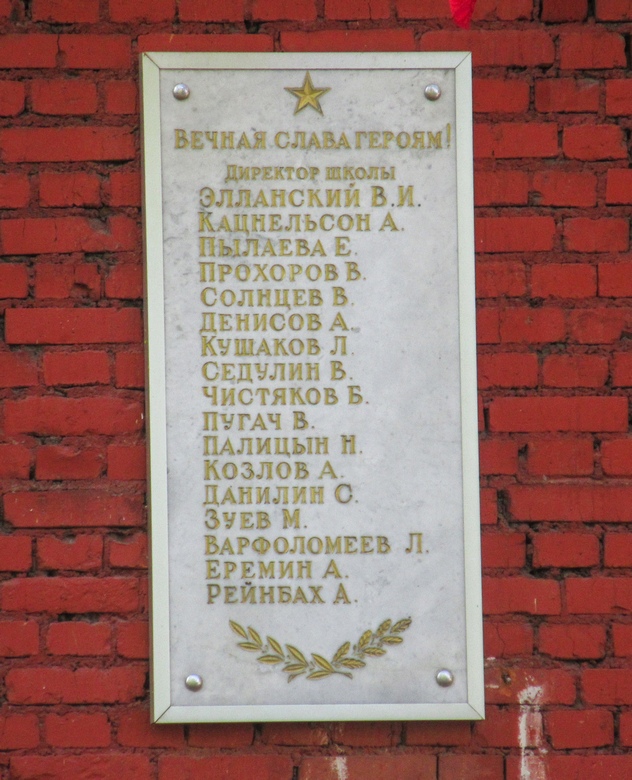 ВЕЧНАЯ СЛАВА ГЕРОЯМ!
ДИРЕКТОР ШКОЛЫ
ЭЛЛАНСКИЙ В.И.
КАЦНЕЛЬСОН А.
ПЫЛАЕВА Е.
ПРОХОРОВ В.
СОЛНЦЕВ В.
ДЕНИСОВ А.
КУШАКОВ Л.
СЕДУЛИН В.
ЧИСТЯКОВ Б.
ПУГАЧ В.
ПАЛИЦЫН Н.
КОЗЛОВ А.
ДАНИЛИН С.
ЗУЕВ М.
ВАРФОЛОМЕЕВ Л.
ЕРЕМИН А.
РЕЙНБАХ А.